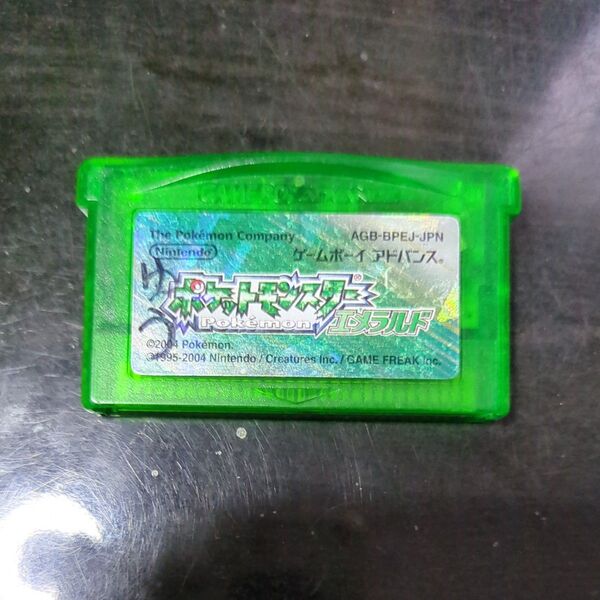 The Pokémon Company
AGB-BPEJ-JPN
Nintendo
ゲームボーイ アドバンス®
ポケットモンスター
Pokémon
エメラルド
©2004 Pokémon.
©1995-2004 Nintendo / Creatures Inc. / GAME FREAK inc.